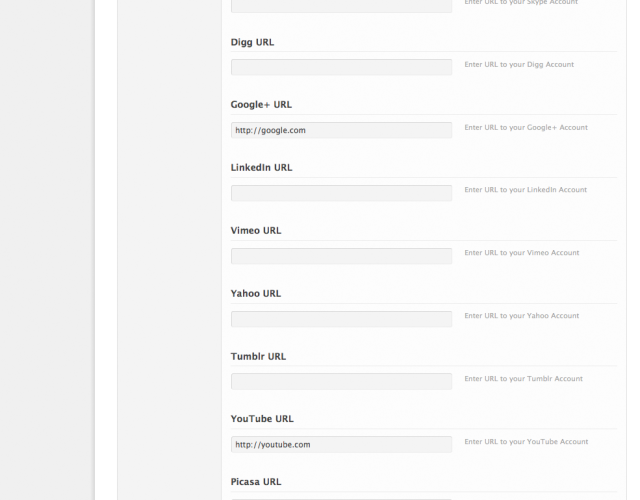 Enter URL to your Skype Account
Digg URL
Enter URL to your Digg Account
Google+ URL
http://google.com
Enter URL to your Google+ Account
LinkedIn URL
Enter URL to your LinkedIn Account
Vimeo URL
Enter URL to your Vimeo Account
Yahoo URL
Enter URL to your Yahoo Account
Tumblr URL
Enter URL to your Tumblr Account
YouTube URL
http://youtube.com
Enter URL to your YouTube Account
Picasa URL